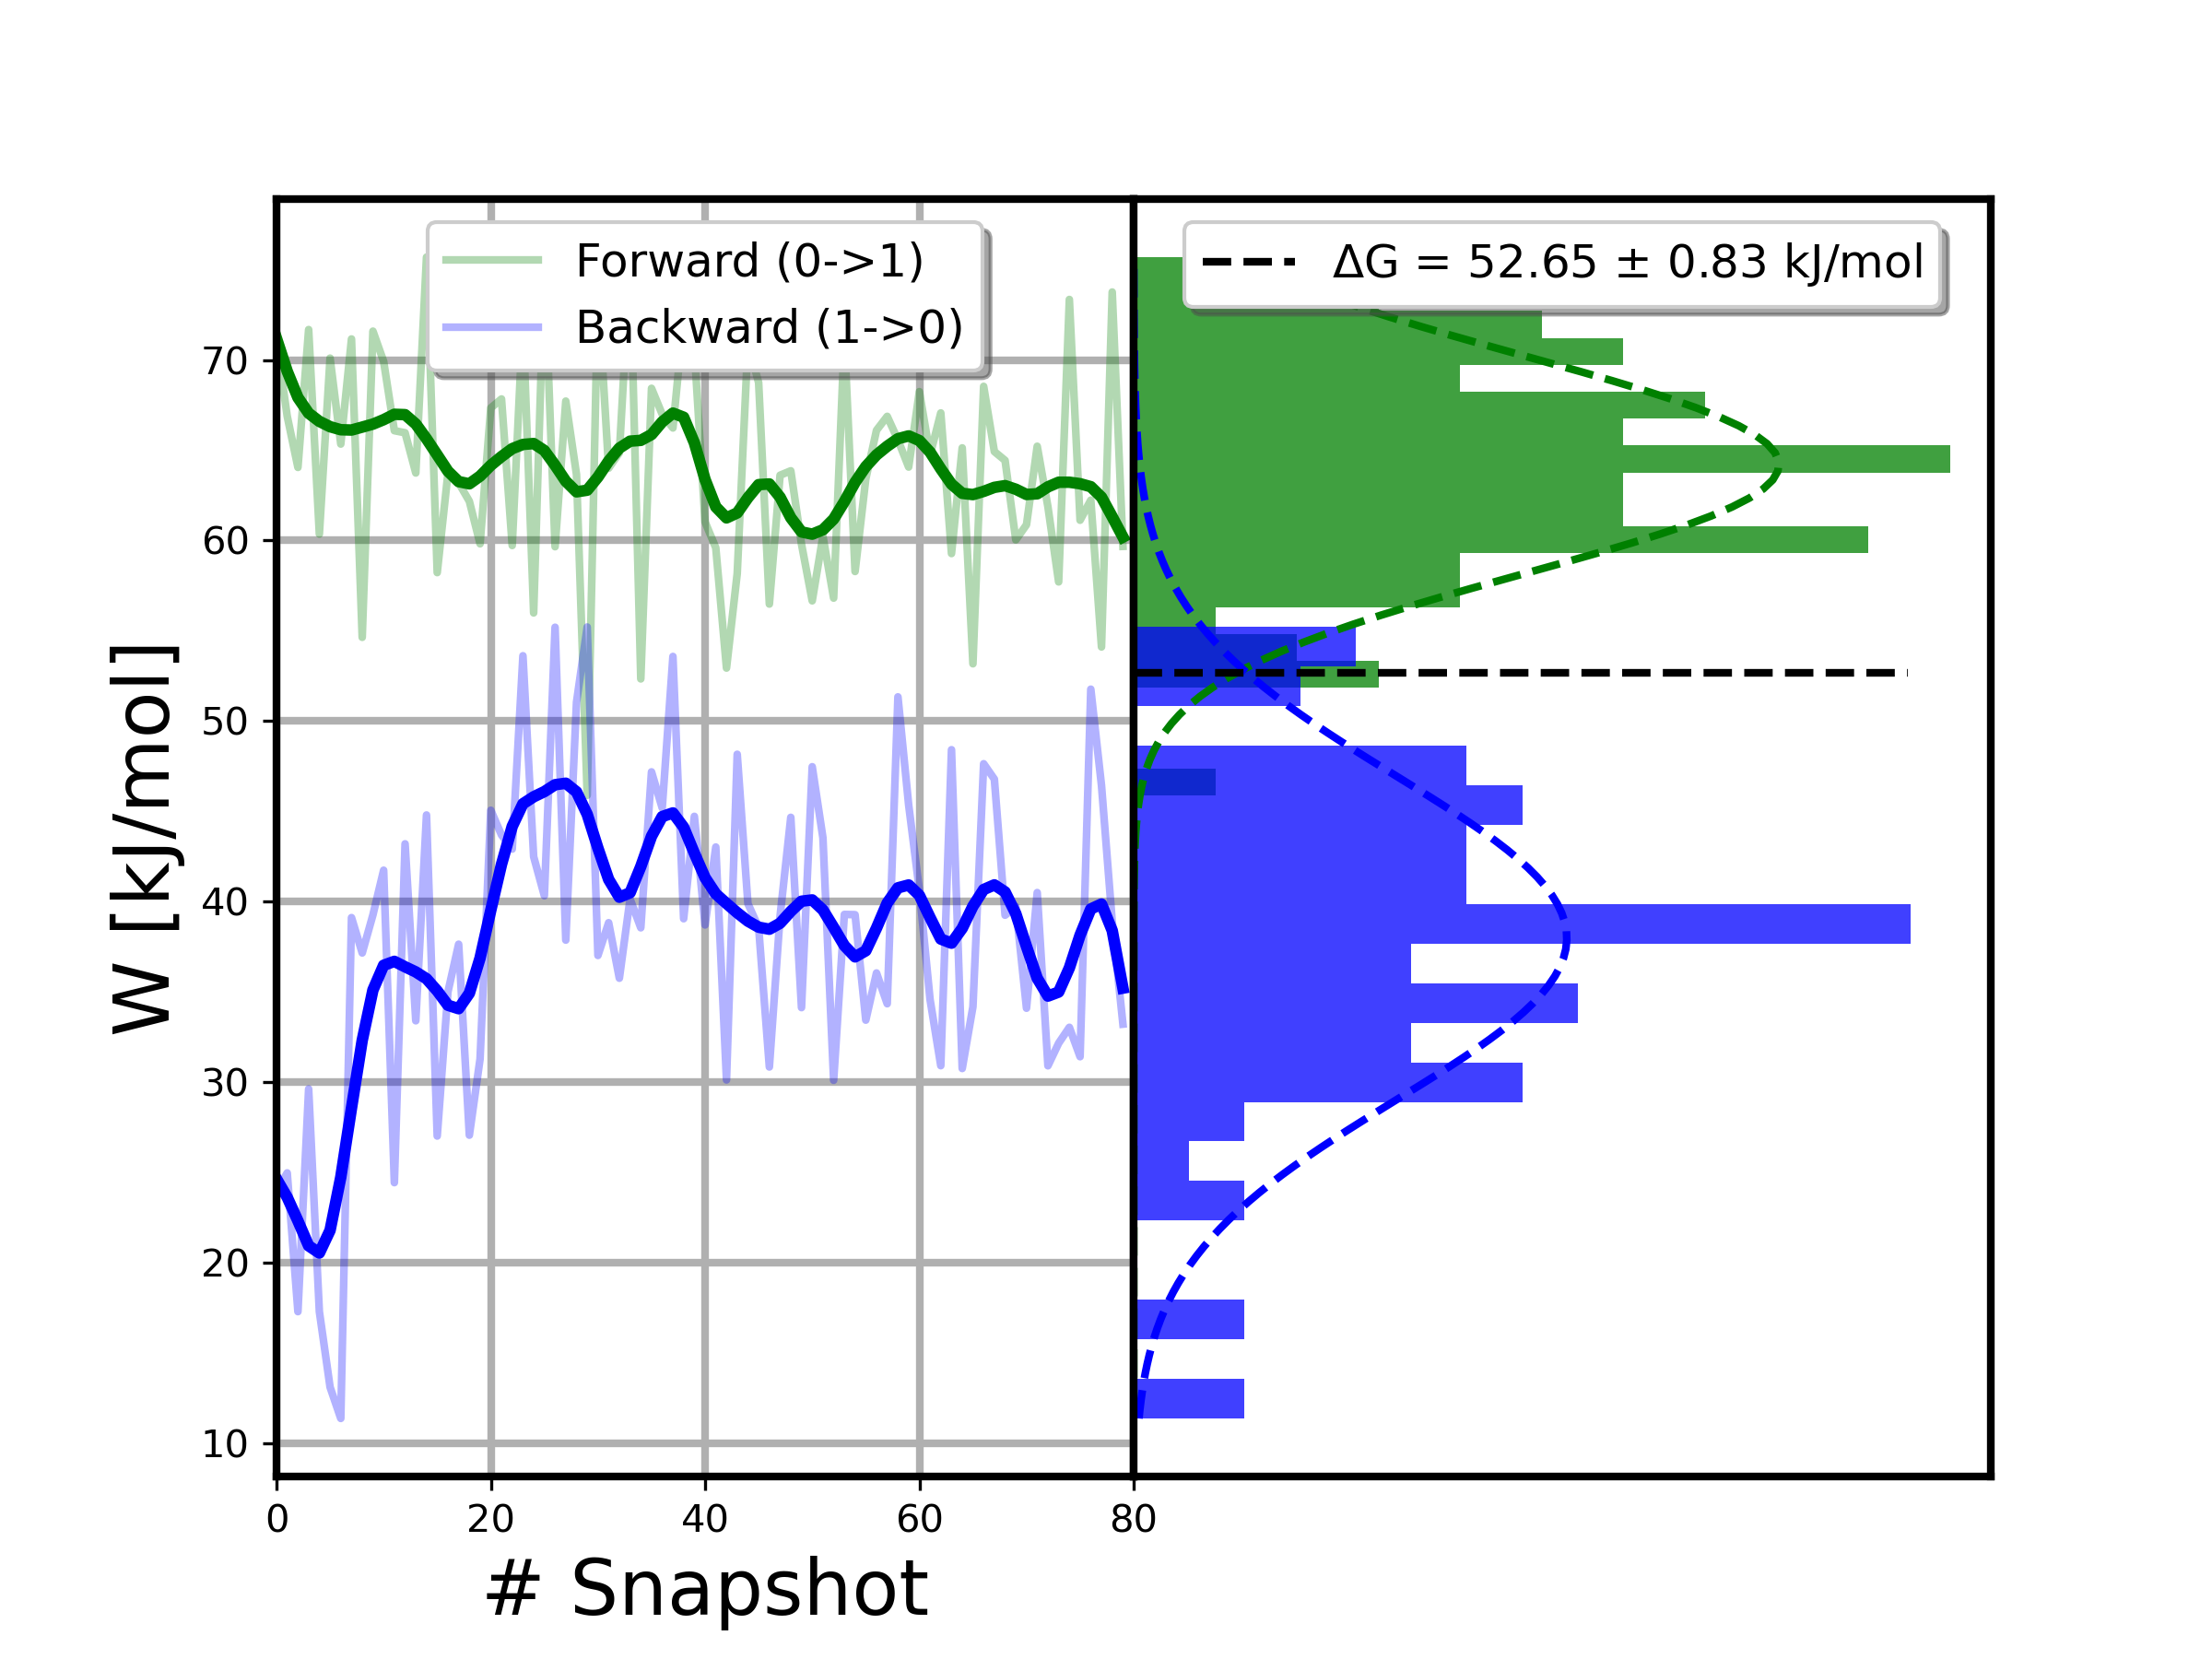 Forward (0->1)
Backward (1->0)
ΔG = 52.65 ± 0.83 kJ/mol
W [kJ/mol]
70
60
50
40
30
20
10
0 20 40 60 80
# Snapshot